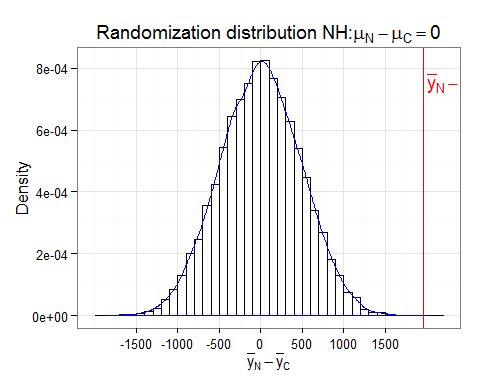 Randomization distribution NH:μN − μC = 0
8e-04
6e-04
4e-04
2e-04
0e+00
Density
ȳN −
-1500 -1000 -500 0 500 1000 1500
ȳN − ȳC